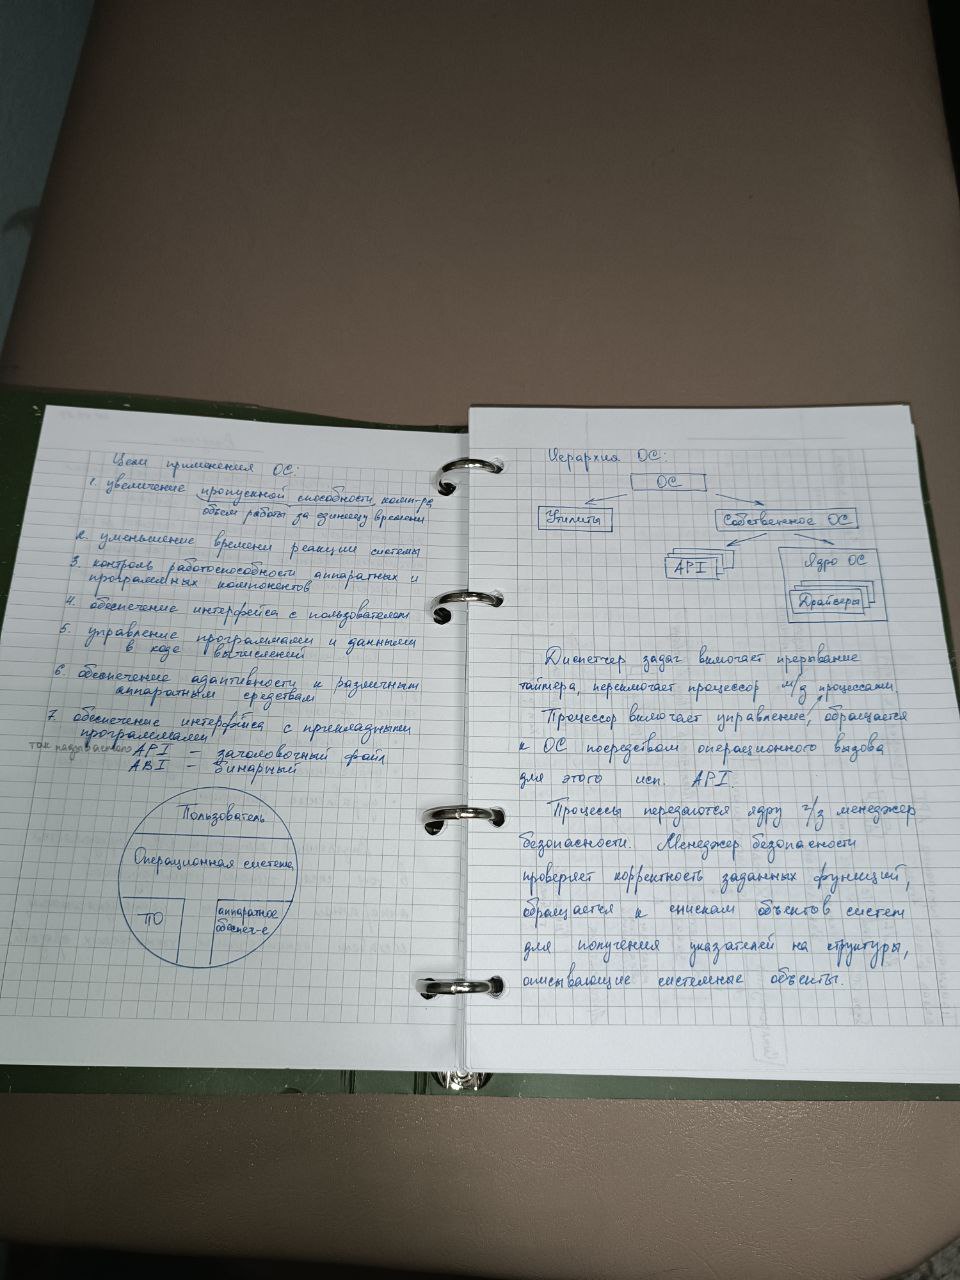 Цели применения ОС:
1. увеличение пропускной способности комп-ра
объем работы за единицу времени
2. уменьшение времени реакции системы
3. контроль работоспособности аппаратных и
программных компонентов
4. обеспечение интерфейса с пользователем
5. управление программами и данными
в ходе вычислений
6. обеспечение адаптивности к различным
аппаратным средствам
7. обеспечение интерфейса с прикладными
программами
API – заголовочный файл
ABI – бинарный
Пользователь
Операционная система
ПО
аппаратное
обеспеч-е
Иерархия ОС:
ОС
Утилиты
Собственное ОС
API
Ядро ОС
Драйверы
Диспетчер задач включает прерывание
таймера, переключает процессор м/д процессами.
Процессор включает управление, обращается
к ОС посредством операционного вызова
для этого исп. API.
Процессы передаются ядру ч/з менеджер
безопасности. Менеджер безопасности
проверяет корректность заданных функций,
обращается к спискам объектов систем
для получения указателей на структуры,
описывающие системные объекты.